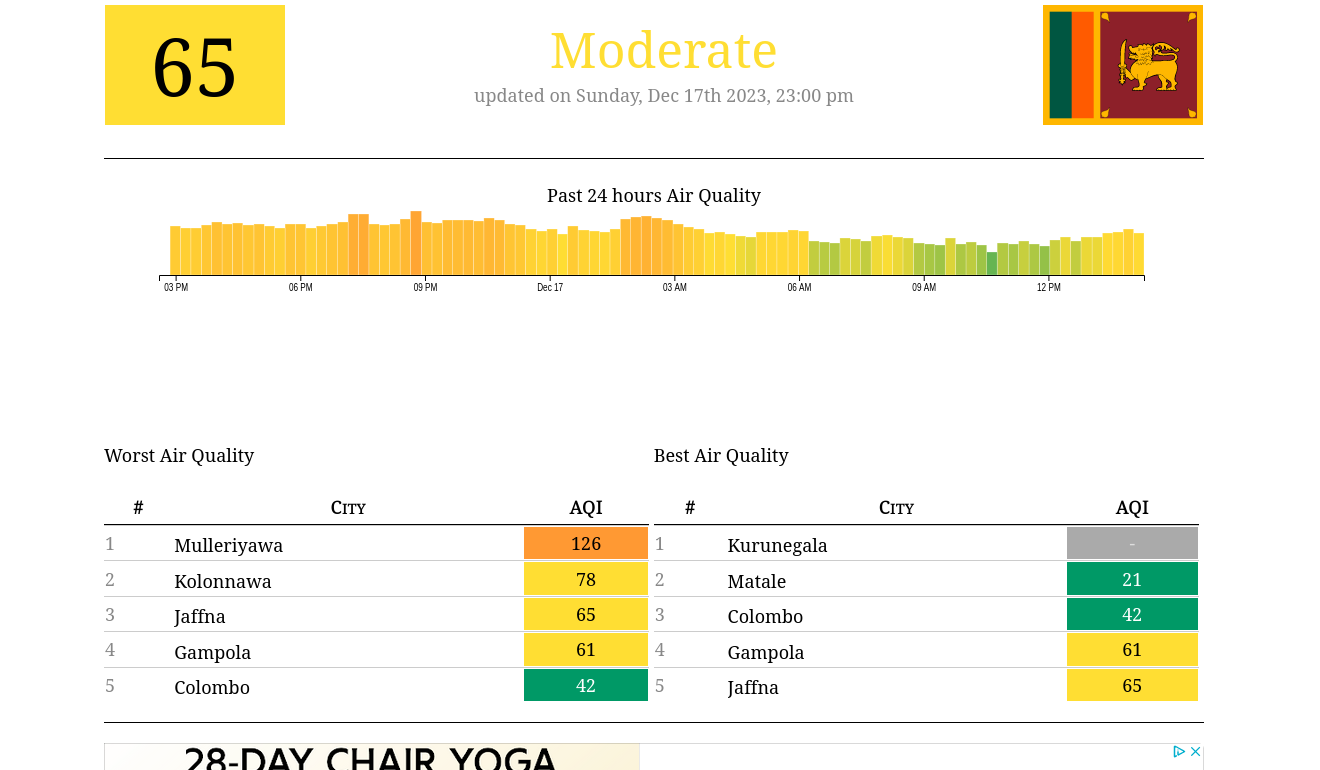 65
Moderate
updated on Sunday, Dec 17th 2023, 23:00 pm
Past 24 hours Air Quality
03 PM 06 PM 09 PM Dec 17 03 AM 06 AM 09 AM 12 PM
Worst Air Quality
# City AQI
1 Mulleriyawa 126
2 Kolonnawa 78
3 Jaffna 65
4 Gampola 61
5 Colombo 42
Best Air Quality
# City AQI
1 Kurunegala -
2 Matale 21
3 Colombo 42
4 Gampola 61
5 Jaffna 65
28-DAY CHAIR YOGA